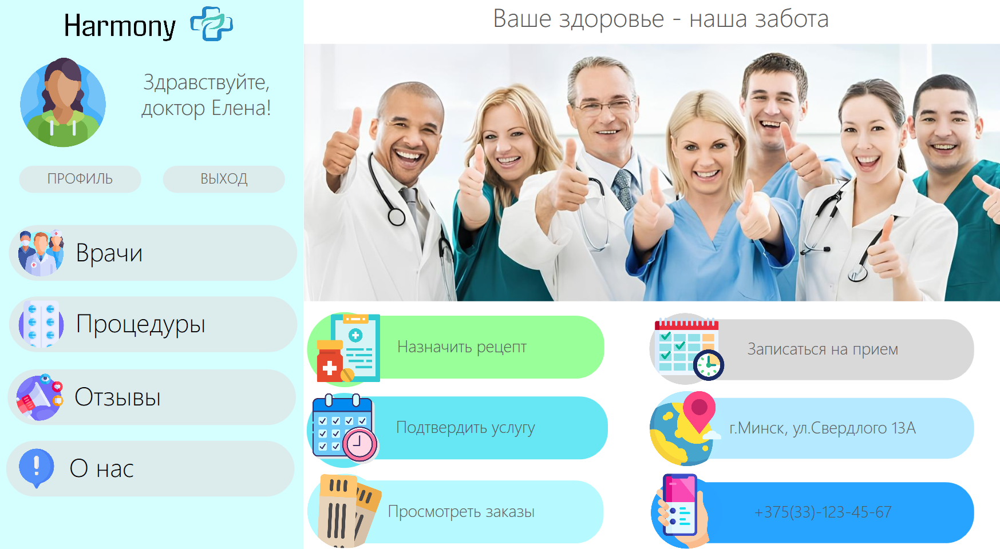 Harmony
Здравствуйте,
доктор Елена!
ПРОФИЛЬ
ВЫХОД
Врачи
Процедуры
Отзывы
О нас
Ваше здоровье - наша забота
Назначить рецепт
Записаться на прием
Подтвердить услугу
г.Минск, ул.Свердлого 13А
Просмотреть заказы
+375(33)-123-45-67